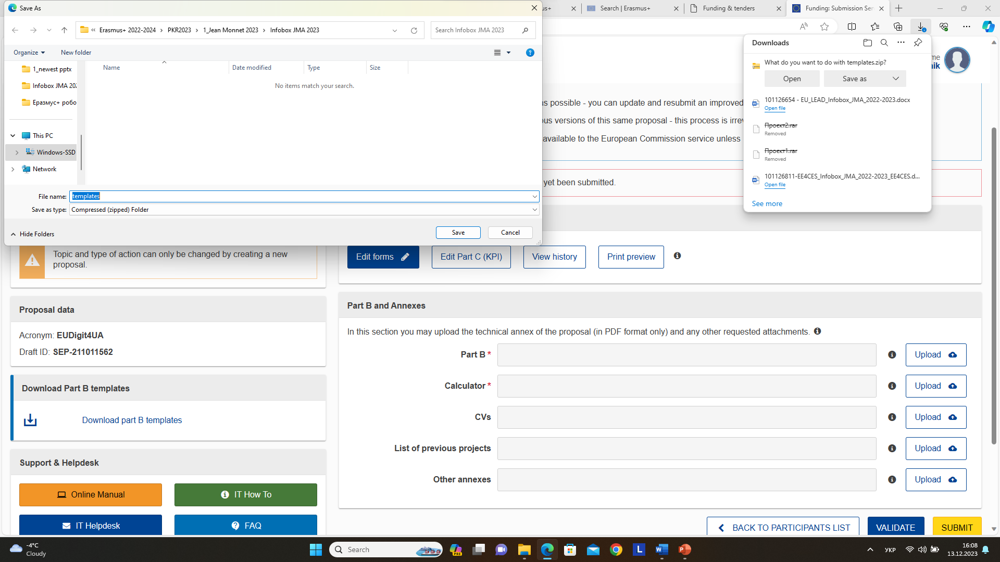 Save As
us+
Search | Erasmus+
Funding & tenders
Funding: Submission Ser
Erasmus+ 2022-2024
PKR2023
1_Jean Monnet 2023
Infobox JMA 2023
Search Infobox JMA 2023
Organize
New folder
1_newest pptx
Infobox JMA 202
Еразмус+ робо
This PC
Windows-SSD
Network
Name
Date modified
Type
Size
No items match your search.
File name:
templates
Save as type:
Compressed (zipped) Folder
Hide Folders
Save
Cancel
Downloads
What do you want to do with templates.zip?
Open
Save as
101126654 - EU_LEAD_Infobox_JMA_2022-2023.docx
Open file
Проєкт2.rar
Removed
Проєкт1.rar
Removed
101126811-EE4CES_Infobox_JMA_2022-2023_EE4CES.d...
Open file
See more
me
nik
as possible - you can update and resubmit an improved
ous versions of this same proposal - this process is irrev
available to the European Commission service unless
yet been submitted.
Topic and type of action can only be changed by creating a new
proposal.
Edit forms
Edit Part C (KPI)
View history
Print preview
Proposal data
Acronym: EUDigit4UA
Draft ID: SEP-211011562
Download Part B templates
Download part B templates
Support & Helpdesk
Online Manual
IT How To
IT Helpdesk
FAQ
Part B and Annexes
In this section you may upload the technical annex of the proposal (in PDF format only) and any other requested attachments.
Part B *
Upload
Calculator *
Upload
CVs
Upload
List of previous projects
Upload
Other annexes
Upload
BACK TO PARTICIPANTS LIST
VALIDATE
SUBMIT
-4°C
Cloudy
Search
PRE
L
УКР
16:08
13.12.2023